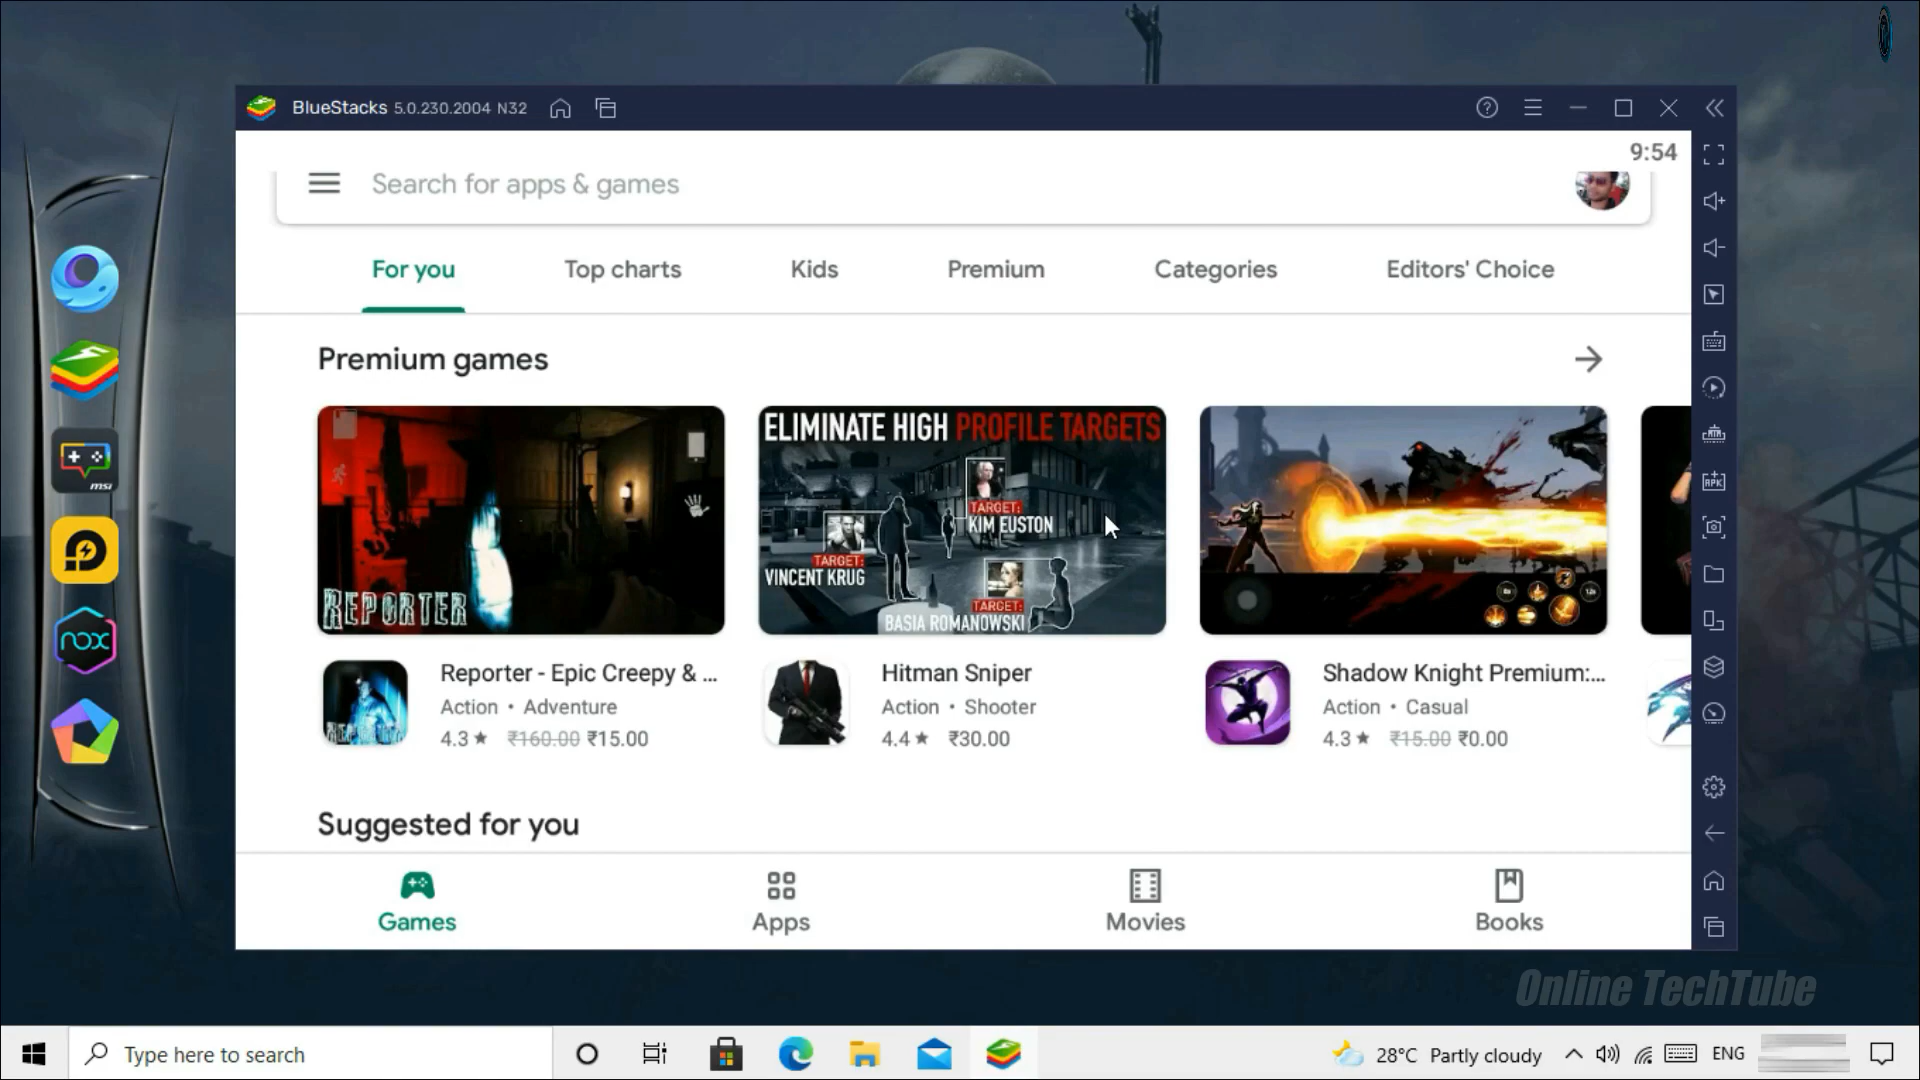 BlueStacks 5.0.230.2004 N32
9:54
Search for apps & games
For you Top charts Kids Premium Categories Editors' Choice
Premium games
ELIMINATE HIGH PROFILE TARGETS
TARGET:
KIM EUSTON
TARGET:
VINCENT KRUG
TARGET:
BASIA ROMANOWSKI
REPORTER
msi
nox
APK
Reporter - Epic Creepy & ...
Action • Adventure
4.3 ★ ₹160.00 ₹15.00
Hitman Sniper
Action • Shooter
4.4 ★ ₹30.00
Shadow Knight Premium:...
Action • Casual
4.3 ★ ₹15.00 ₹0.00
Suggested for you
Games Apps Movies Books
Online TechTube
Type here to search
28°C Partly cloudy
ENG